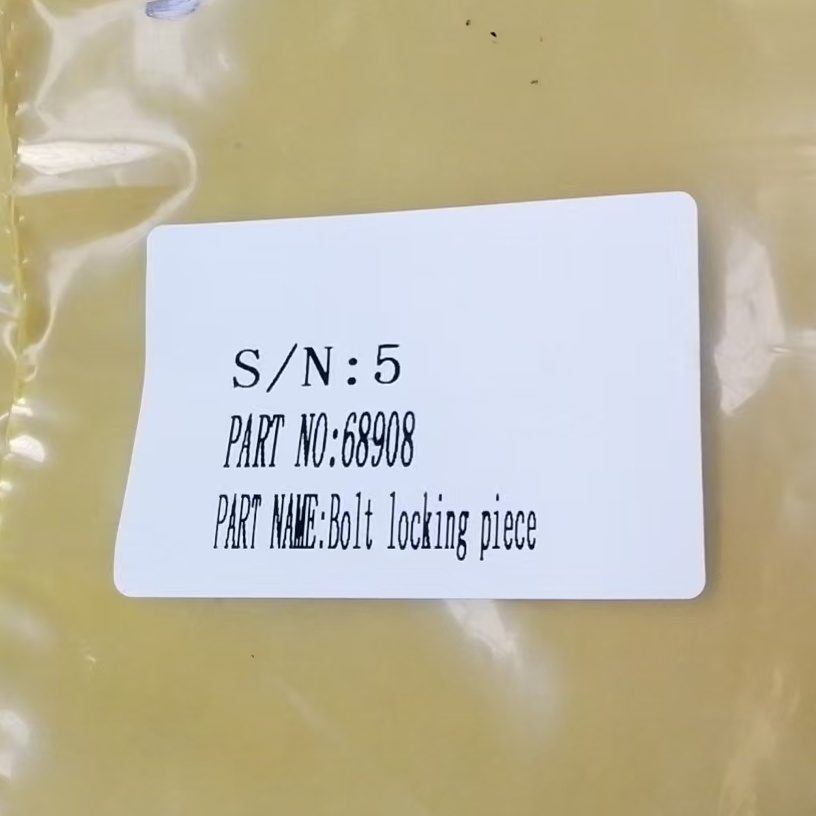 S/N:5
PART NO:68908
PART NAME:Bolt locking piece